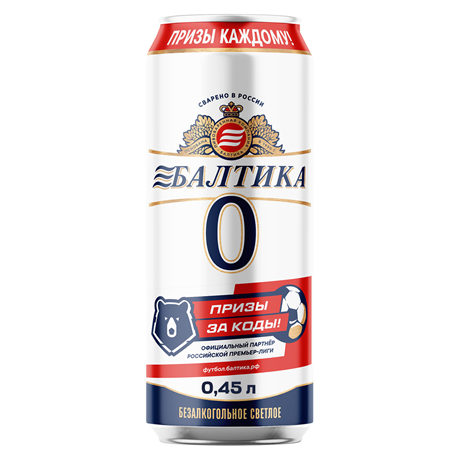 ПРИЗЫ КАЖДОМУ!
СВАРЕНО В РОССИИ
БАЛТИКА
0
ПРИЗЫ
ЗА КОДЫ!
ОФИЦИАЛЬНЫЙ ПАРТНЁР
РОССИЙСКОЙ ПРЕМЬЕР-ЛИГИ
футбол.балтика.рф
0,45 л
БЕЗАЛКОГОЛЬНОЕ СВЕТЛОЕ